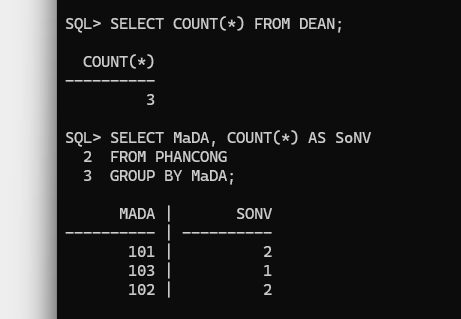 SQL> SELECT COUNT(*) FROM DEAN;
COUNT(*)
----------
3
SQL> SELECT MaDA, COUNT(*) AS SoNV
2 FROM PHANCONG
3 GROUP BY MaDA;
MADA | SONV
---------- | ----------
101 | 2
103 | 1
102 | 2